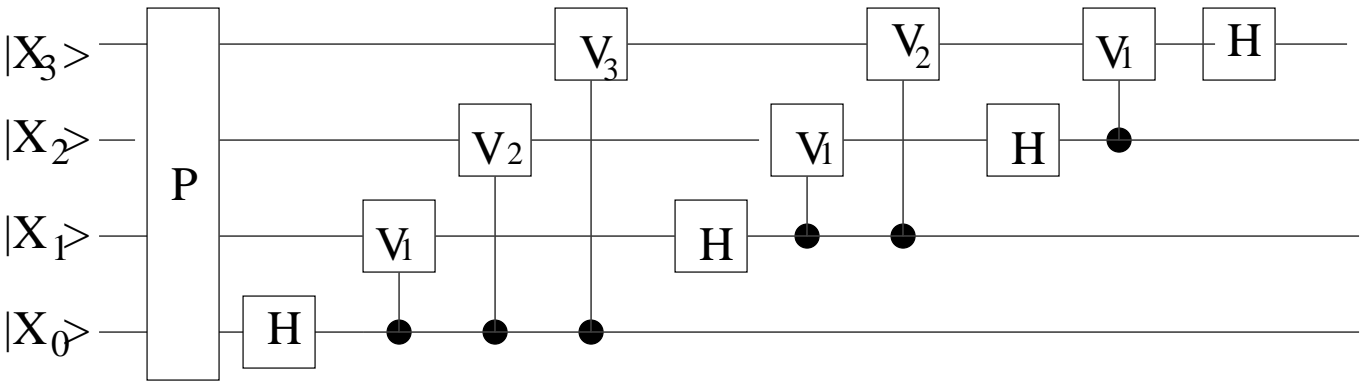 |X₃> V₃ V₂ V₁ H
|X₂> V₂ V₁ H
P
|X₁> V₁ H
|X₀> H